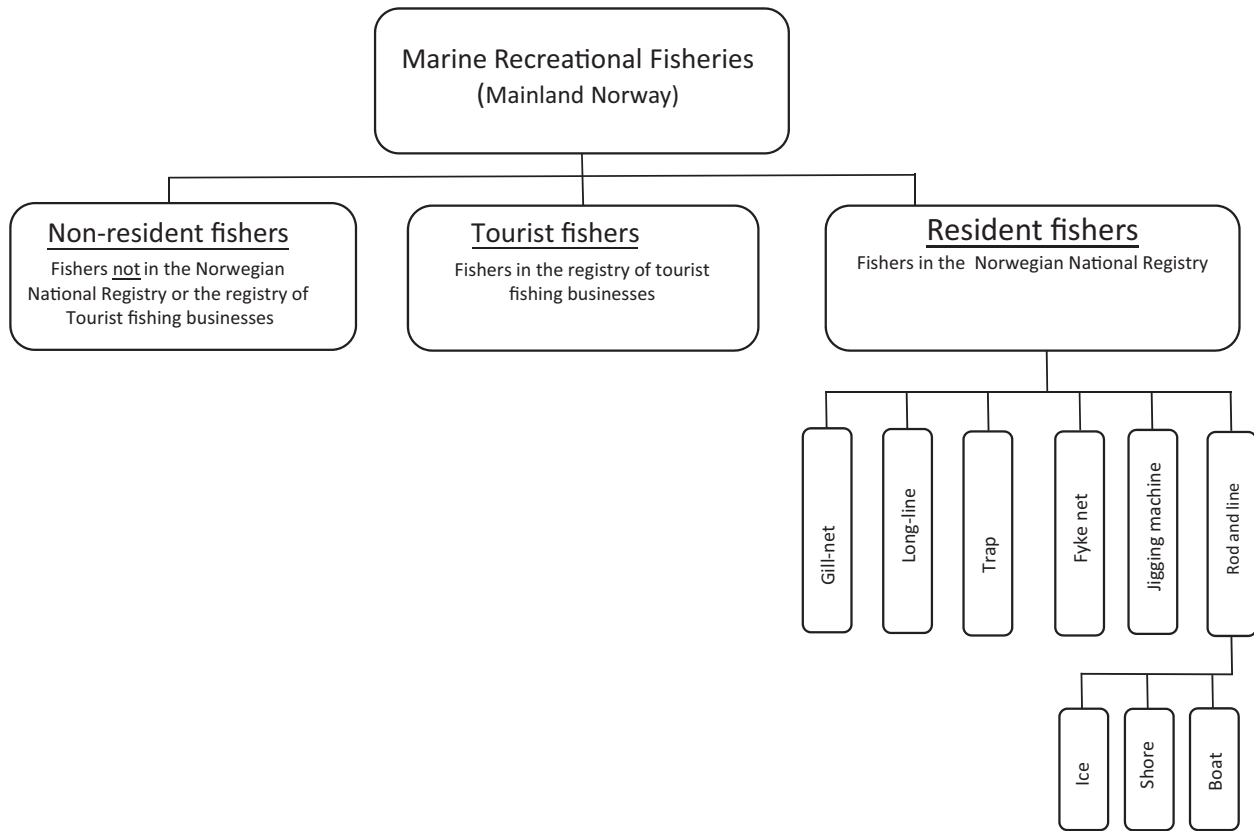 Marine Recreational Fisheries
(Mainland Norway)
Non-resident fishers
Fishers not in the Norwegian
National Registry or the registry of
Tourist fishing businesses
Tourist fishers
Fishers in the registry of tourist
fishing businesses
Resident fishers
Fishers in the Norwegian National Registry
Gill-net
Long-line
Trap
Fyke net
Jigging machine
Rod and line
Ice
Shore
Boat